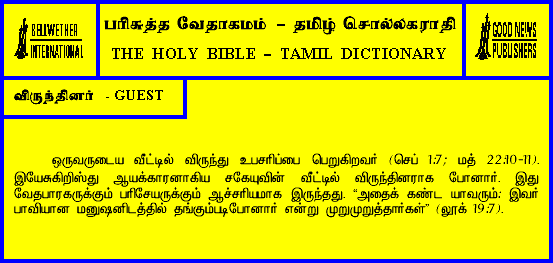 BELLWETHER
INTERNATIONAL
பரிசுத்த வேதாகமம் – தமிழ் சொல்லகராதி
THE HOLY BIBLE – TAMIL DICTIONARY
GOOD NEWS
PUBLISHERS
விருந்தினர் - GUEST
ஒருவருடைய வீட்டில் விருந்து உபசரிப்பை பெறுகிறவர் (செப் 1:7; மத் 22:10-11).
இயேசுகிறிஸ்து ஆயக்காரனாகிய சகேயுவின் வீட்டில் விருந்தினராக போனார். இது
வேதபாரகருக்கும் பரிசேயருக்கும் ஆச்சரியமாக இருந்தது. “அதைக் கண்ட யாவரும்: இவர்
பாவியான மனுஷனிடத்தில் தங்கும்படிபோனார் என்று முறுமுறுத்தார்கள்” (லூக் 19:7).